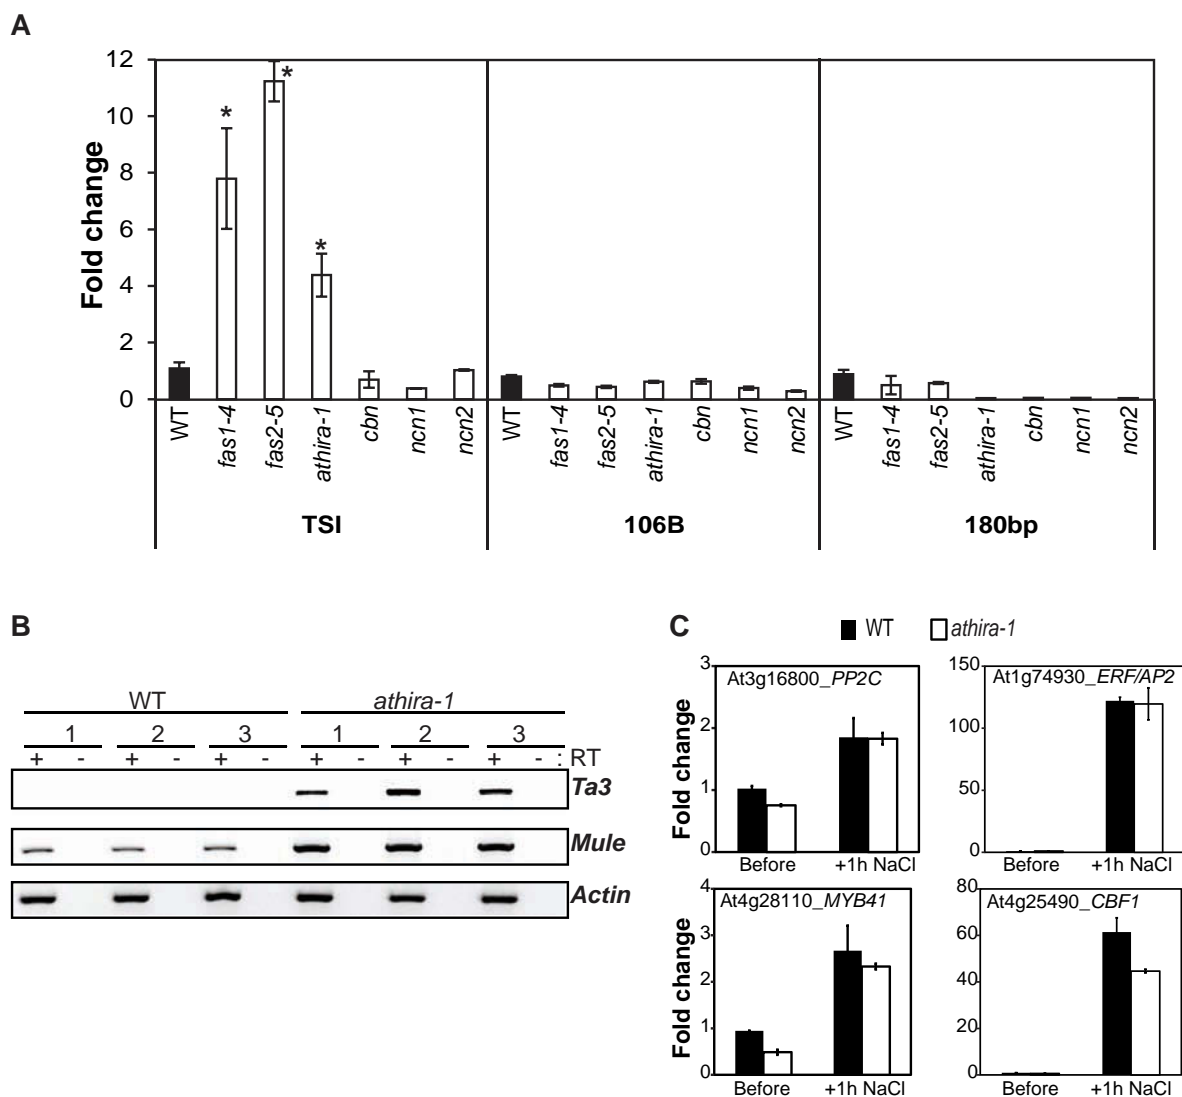 A
12
10
8
6
4
2
0
Fold change
* * *
WT fas1-4 fas2-5 athira-1 cbn ncn1 ncn2 WT fas1-4 fas2-5 athira-1 cbn ncn1 ncn2 WT fas1-4 fas2-5 athira-1 cbn ncn1 ncn2
TSI 106B 180bp
B
WT athira-1
1 2 3 1 2 3
+ - + - + - + - + - + - : RT
Ta3
Mule
Actin
C
WT athira-1
At3g16800_PP2C
3
2
1
0
Fold change
Before +1h NaCl
At1g74930_ERF/AP2
150
100
50
0
Before +1h NaCl
At4g28110_MYB41
4
3
2
1
0
Fold change
Before +1h NaCl
At4g25490_CBF1
80
60
40
20
0
Before +1h NaCl